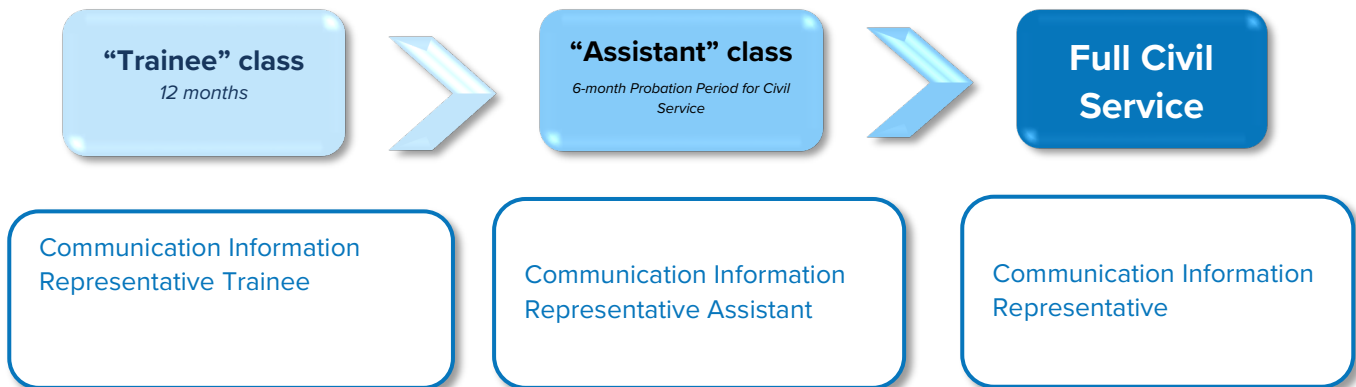 “Trainee” class
12 months
“Assistant” class
6-month Probation Period for Civil
Service
Full Civil
Service
Communication Information
Representative Trainee
Communication Information
Representative Assistant
Communication Information
Representative